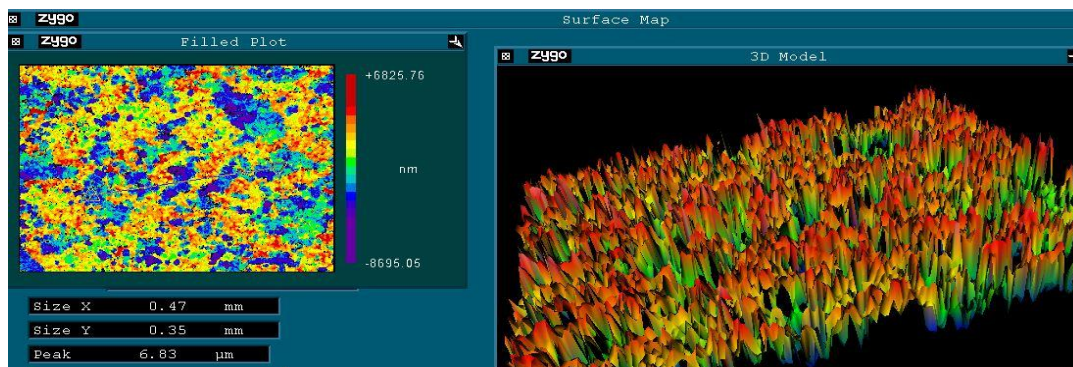 zygo Surface Map
zygo Filled Plot
zygo 3D Model
+6825.76
nm
-8695.05
Size X 0.47 mm
Size Y 0.35 mm
Peak 6.83 µm